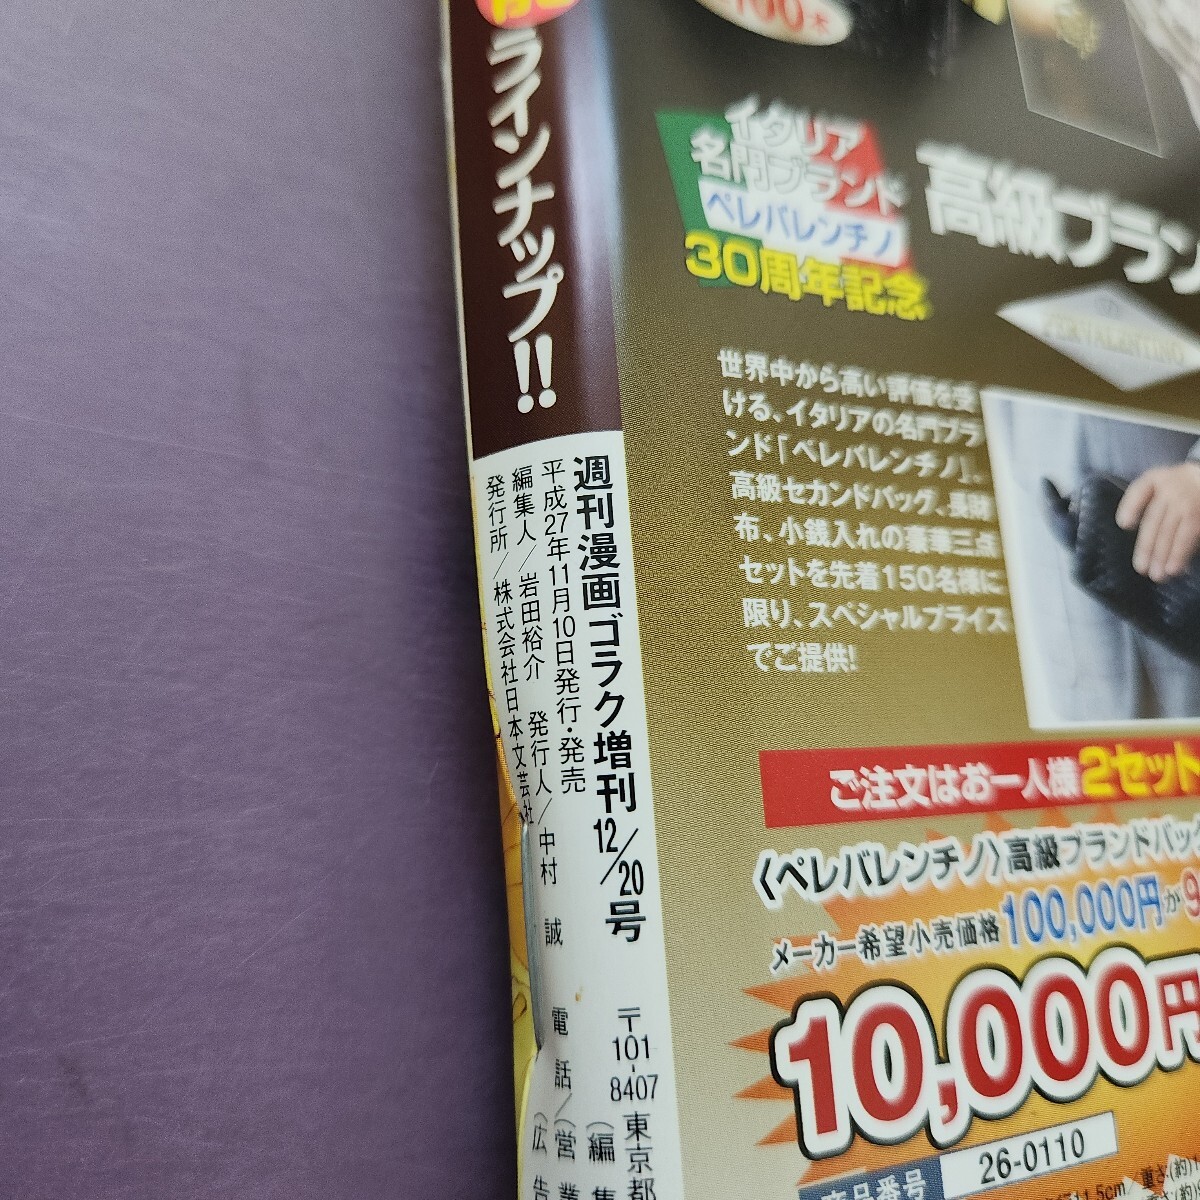 ラインナップ!!
週刊漫画ゴラク増刊12/20号
平成27年11月10日発行・発売
編集人/岩田裕介 発行人/中村 誠
発行所/株式会社日本文芸社
〒101-8407 東京都
電話/(営業
(編集
(広告
イタリア
名門ブランド
ペレバレンチノ
30周年記念
高級ブラン
世界中から高い評価を受
ける、イタリアの名門ブラ
ンド「ペレバレンチノ」、
高級セカンドバッグ、長財
布、小銭入れの豪華三点
セットを先着150名様に
限り、スペシャルプライス
でご提供!
ご注文はお一人様2セット
〈ペレバレンチノ〉高級ブランドバッグ
メーカー希望小売価格100,000円が9
10,000円
商品番号 26-0110